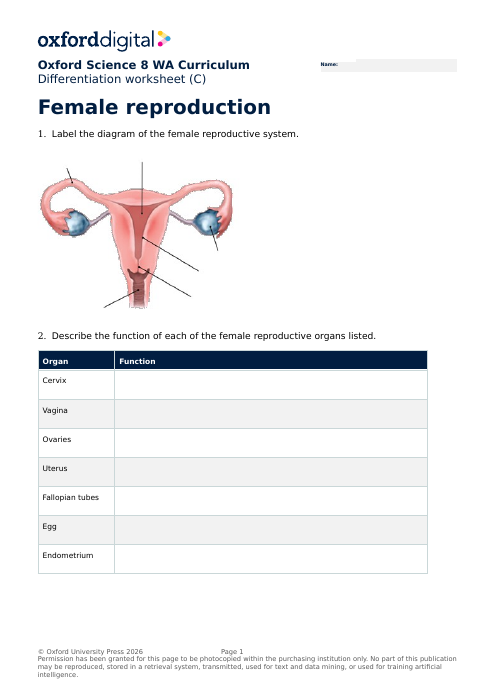 oxforddigital
Oxford Science 8 WA Curriculum
Name:
Differentiation worksheet (C)
Female reproduction
1. Label the diagram of the female reproductive system.
2. Describe the function of each of the female reproductive organs listed.
Organ Function
Cervix
Vagina
Ovaries
Uterus
Fallopian tubes
Egg
Endometrium
© Oxford University Press 2026 Page 1
Permission has been granted for this page to be photocopied within the purchasing institution only. No part of this publication
may be reproduced, stored in a retrieval system, transmitted, used for text and data mining, or used for training artificial
intelligence.